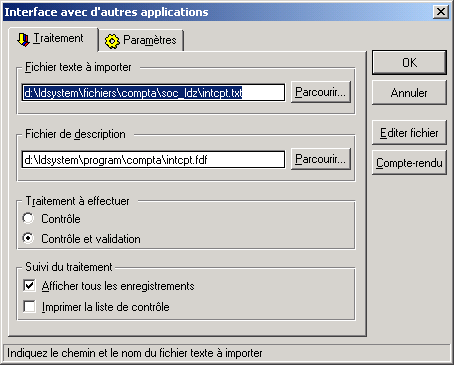 Interface avec d'autres applications
Traitement
Paramètres
Fichier texte à importer
d:\ldsystem\fichiers\compta\soc_ldz\intcpt.txt
Parcourir...
Fichier de description
d:\ldsystem\program\compta\intcpt.fdf
Parcourir...
Traitement à effectuer
Contrôle
Contrôle et validation
Suivi du traitement
Afficher tous les enregistrements
Imprimer la liste de contrôle
OK
Annuler
Editer fichier
Compte-rendu
Indiquez le chemin et le nom du fichier texte à importer